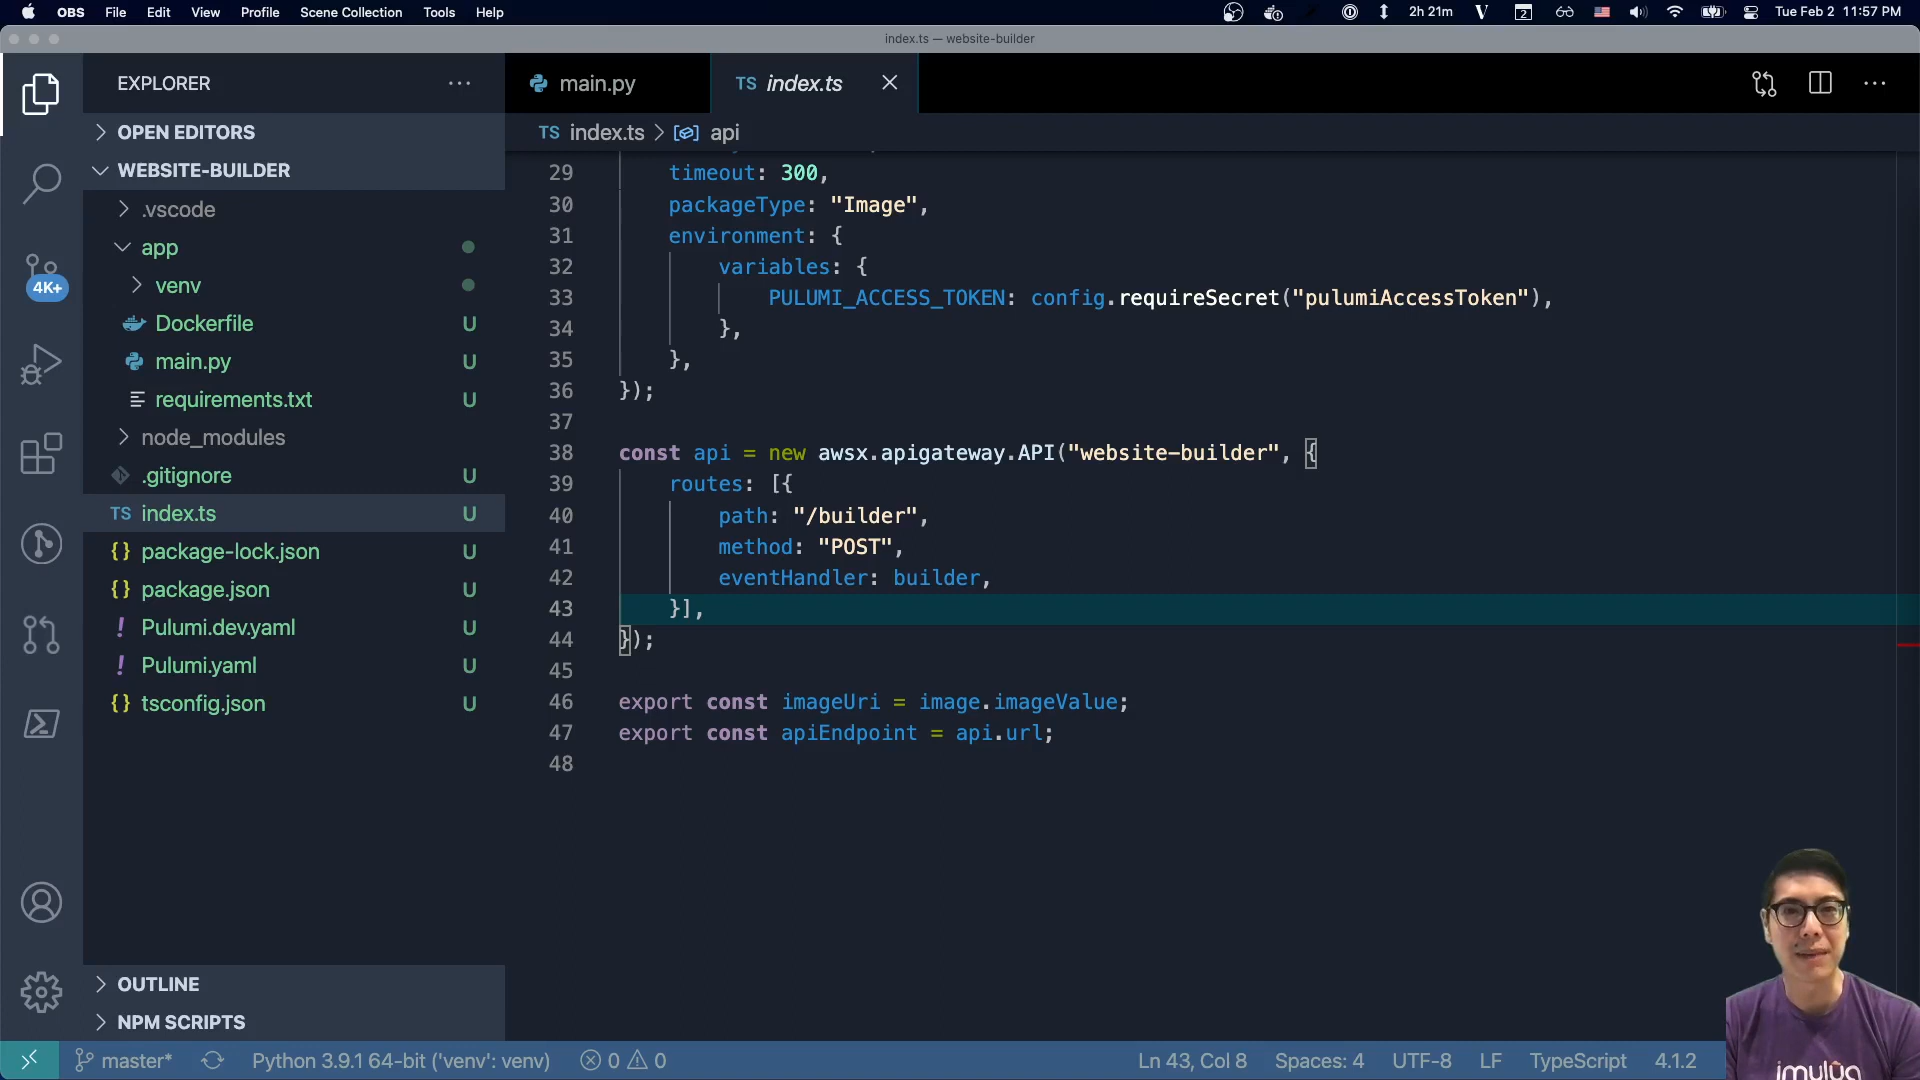 OBS File Edit View Profile Scene Collection Tools Help
2h 21m
2
Tue Feb 2 11:57 PM
index.ts — website-builder
EXPLORER
main.py
TS index.ts
OPEN EDITORS
TS index.ts > api
WEBSITE-BUILDER
.vscode
app
venv
Dockerfile U
main.py U
requirements.txt U
node_modules
.gitignore U
TS index.ts U
{} package-lock.json U
{} package.json U
! Pulumi.dev.yaml U
! Pulumi.yaml U
{} tsconfig.json U
4K+
29 timeout: 300,
30 packageType: "Image",
31 environment: {
32 variables: {
33 PULUMI_ACCESS_TOKEN: config.requireSecret("pulumiAccessToken"),
34 },
35 },
36 });
37
38 const api = new awsx.apigateway.API("website-builder", {
39 routes: [{
40 path: "/builder",
41 method: "POST",
42 eventHandler: builder,
43 }],
44 });
45
46 export const imageUri = image.imageValue;
47 export const apiEndpoint = api.url;
48
OUTLINE
NPM SCRIPTS
master* Python 3.9.1 64-bit ('venv': venv) 0 0 Ln 43, Col 8 Spaces: 4 UTF-8 LF TypeScript 4.1.2